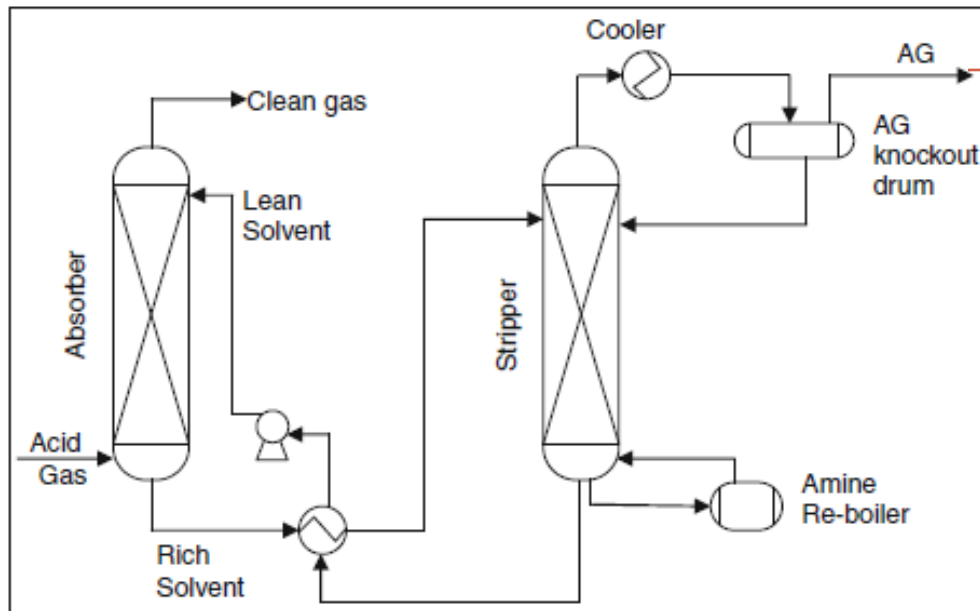 Cooler
AG
Clean gas
AG
knockout
drum
Lean
Solvent
Absorber
Stripper
Acid
Gas
Amine
Re-boiler
Rich
Solvent